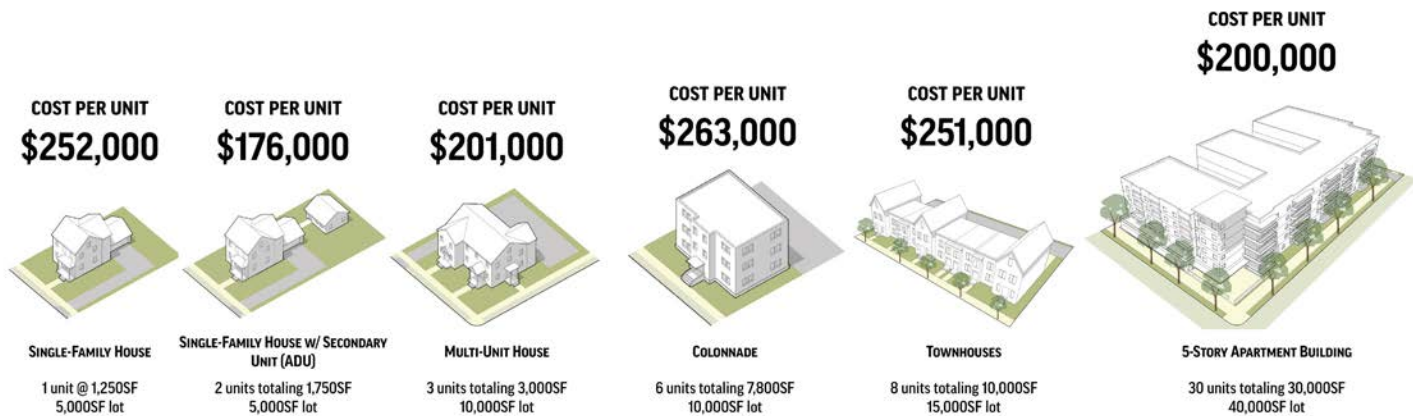 COST PER UNIT
$252,000
SINGLE-FAMILY HOUSE
1 unit @ 1,250SF
5,000SF lot
COST PER UNIT
$176,000
SINGLE-FAMILY HOUSE W/ SECONDARY
UNIT (ADU)
2 units totaling 1,750SF
5,000SF lot
COST PER UNIT
$201,000
MULTI-UNIT HOUSE
3 units totaling 3,000SF
10,000SF lot
COST PER UNIT
$263,000
COLONNADE
6 units totaling 7,800SF
10,000SF lot
COST PER UNIT
$251,000
TOWNHOUSES
8 units totaling 10,000SF
15,000SF lot
COST PER UNIT
$200,000
5-STORY APARTMENT BUILDING
30 units totaling 30,000SF
40,000SF lot